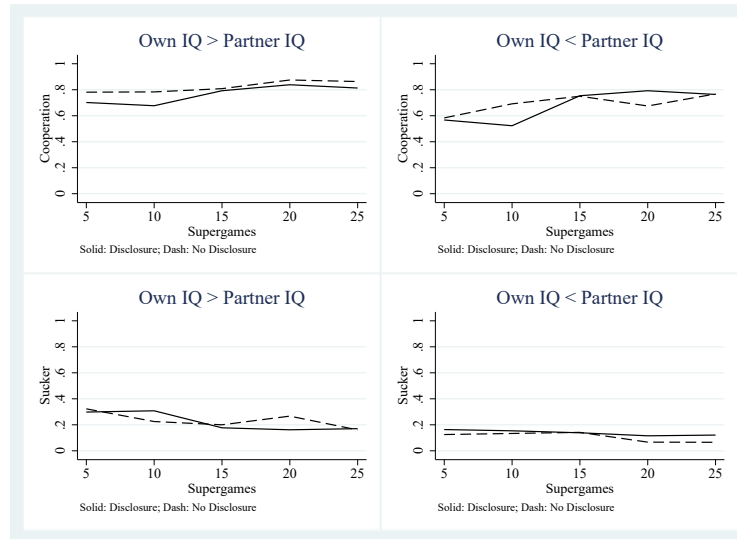 Own IQ > Partner IQ
Cooperation
0 .2 .4 .6 .8 1
5 10 15 20 25
Supergames
Solid: Disclosure; Dash: No Disclosure
Own IQ < Partner IQ
Cooperation
0 .2 .4 .6 .8 1
5 10 15 20 25
Supergames
Solid: Disclosure; Dash: No Disclosure
Own IQ > Partner IQ
Sucker
0 .2 .4 .6 .8 1
5 10 15 20 25
Supergames
Solid: Disclosure; Dash: No Disclosure
Own IQ < Partner IQ
Sucker
0 .2 .4 .6 .8 1
5 10 15 20 25
Supergames
Solid: Disclosure; Dash: No Disclosure